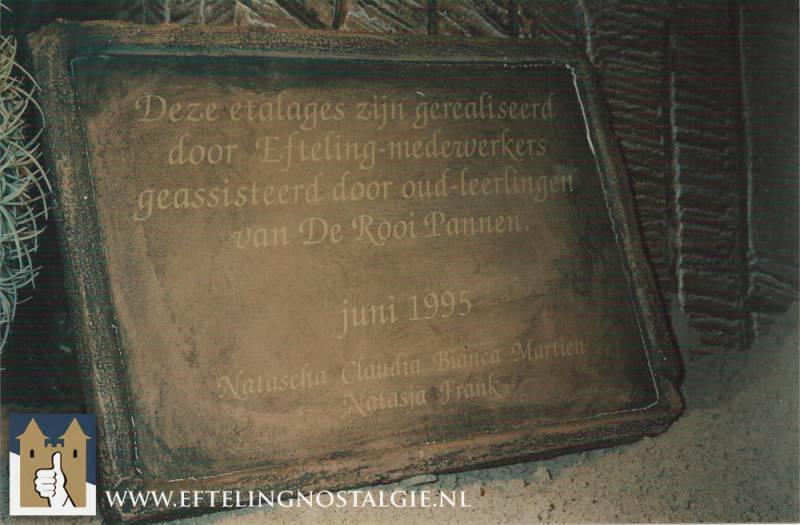 Deze etalages zijn gerealiseerd
door Efteling-medewerkers
geassisteerd door oud-leerlingen
van De Rooi Pannen.
juni 1995
Natascha Claudia Bianca Martien
Natasja Frank
WWW.EFTELINGNOSTALGIE.NL